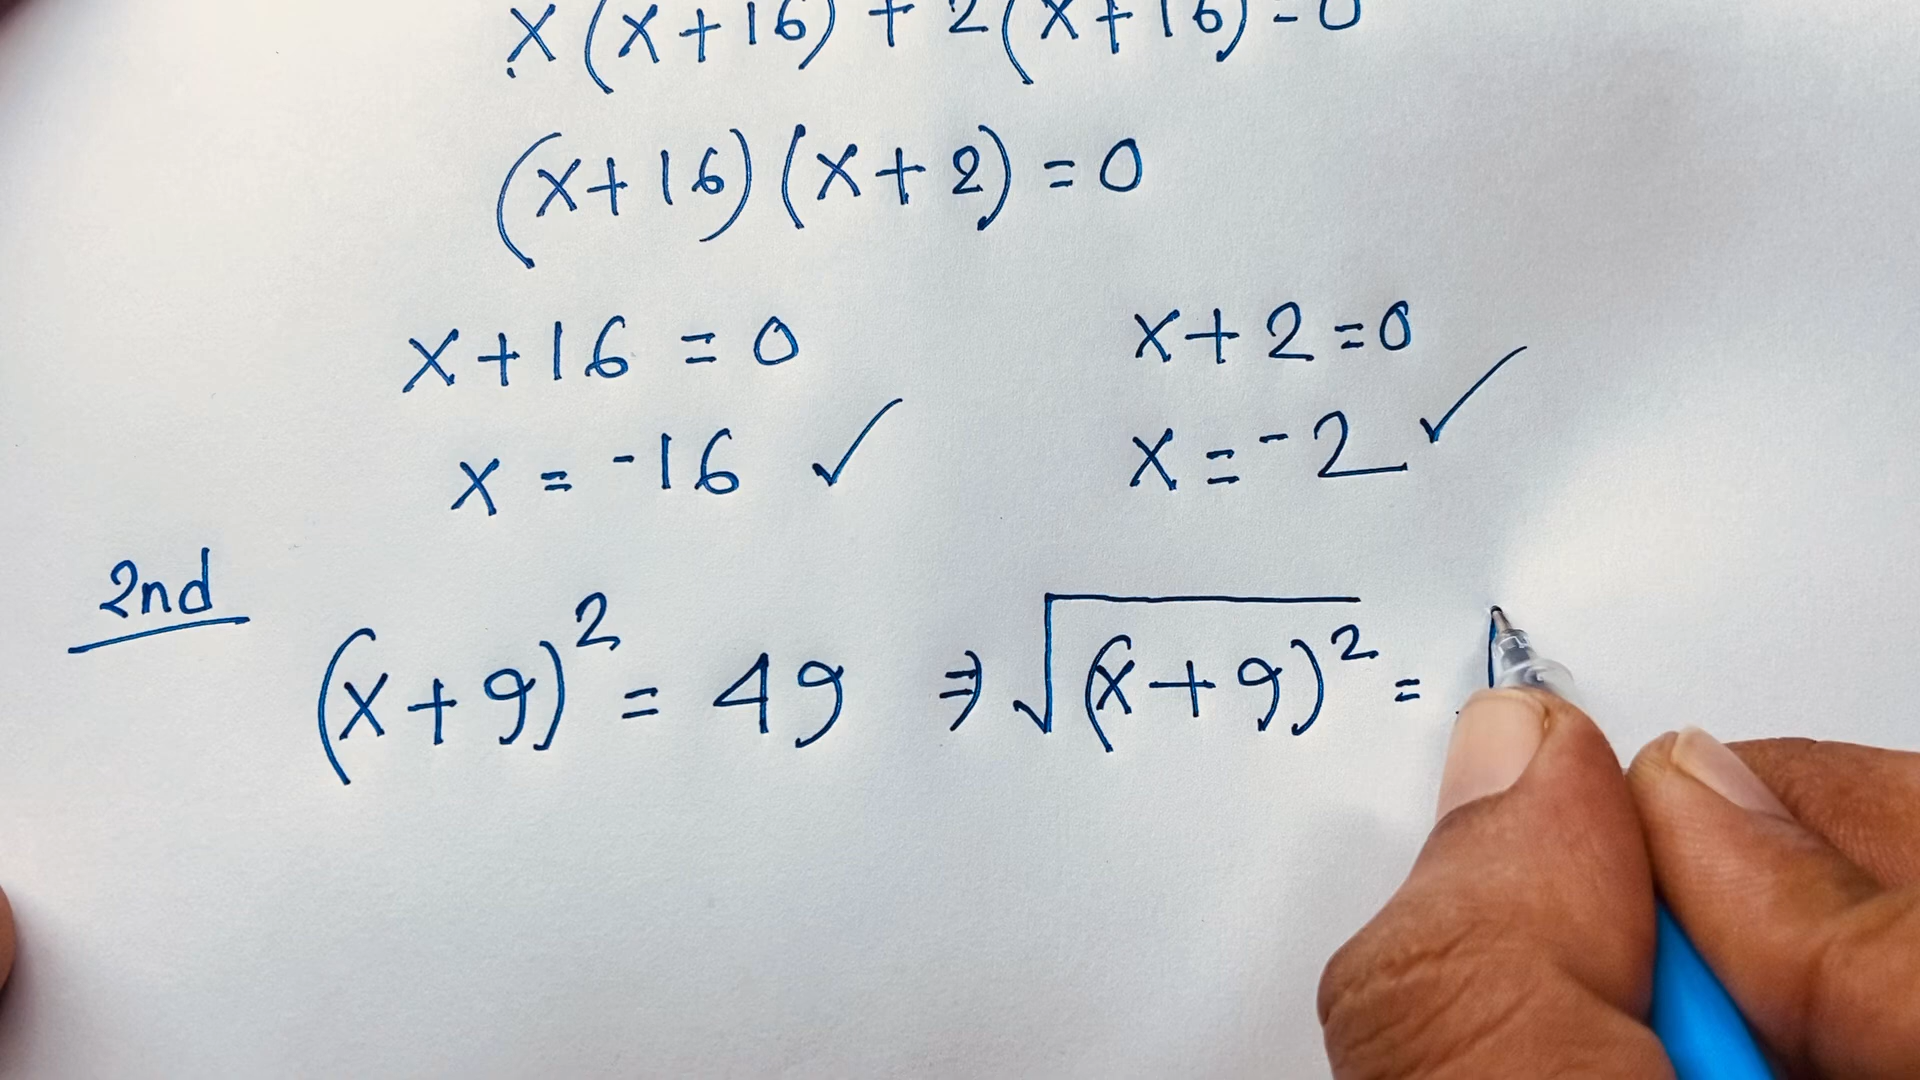 x(x+16) + 2(x+16) = 0
(x+16)(x+2) = 0
x+16 = 0 x+2=0
x = -16 ✓ x = -2 ✓
2nd (x+9)² = 49 ⇒ √(x+9)² = √